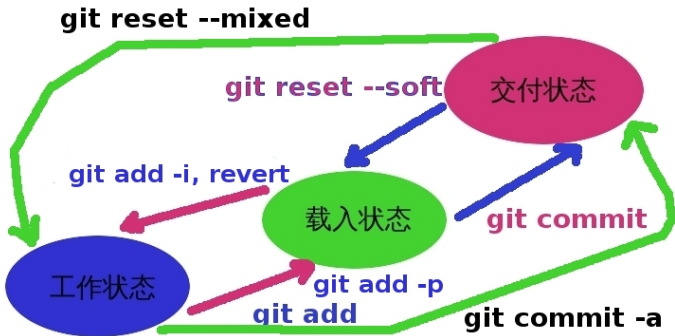 git reset --mixed
git reset --soft
交付状态
git add -i, revert
载入状态
git commit
工作状态
git add -p
git add
git commit -a